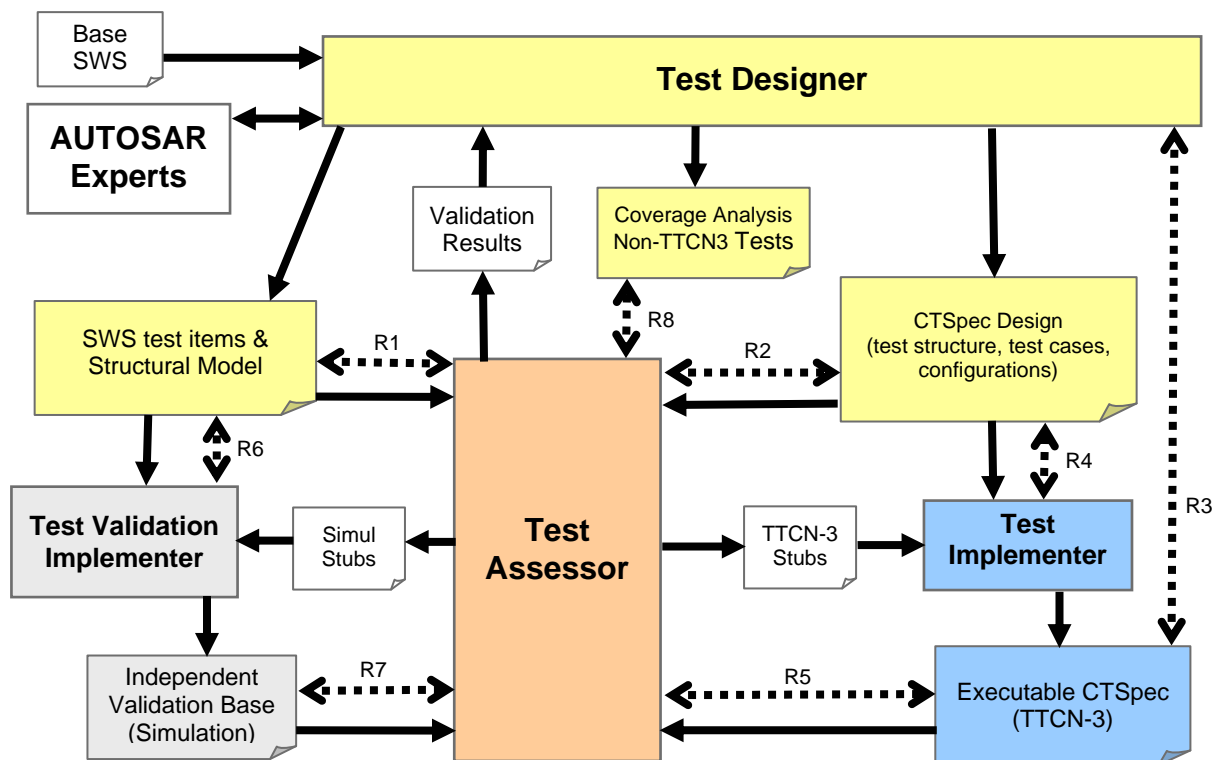 Base
SWS
Test Designer
AUTOSAR
Experts
Validation
Results
Coverage Analysis
Non-TTCN3 Tests
SWS test items &
Structural Model
R1
R8
R2
CTSpec Design
(test structure, test cases,
configurations)
R6
R4
R3
Test Validation
Implementer
Simul
Stubs
Test
Assessor
TTCN-3
Stubs
Test
Implementer
Independent
Validation Base
(Simulation)
R7
R5
Executable CTSpec
(TTCN-3)